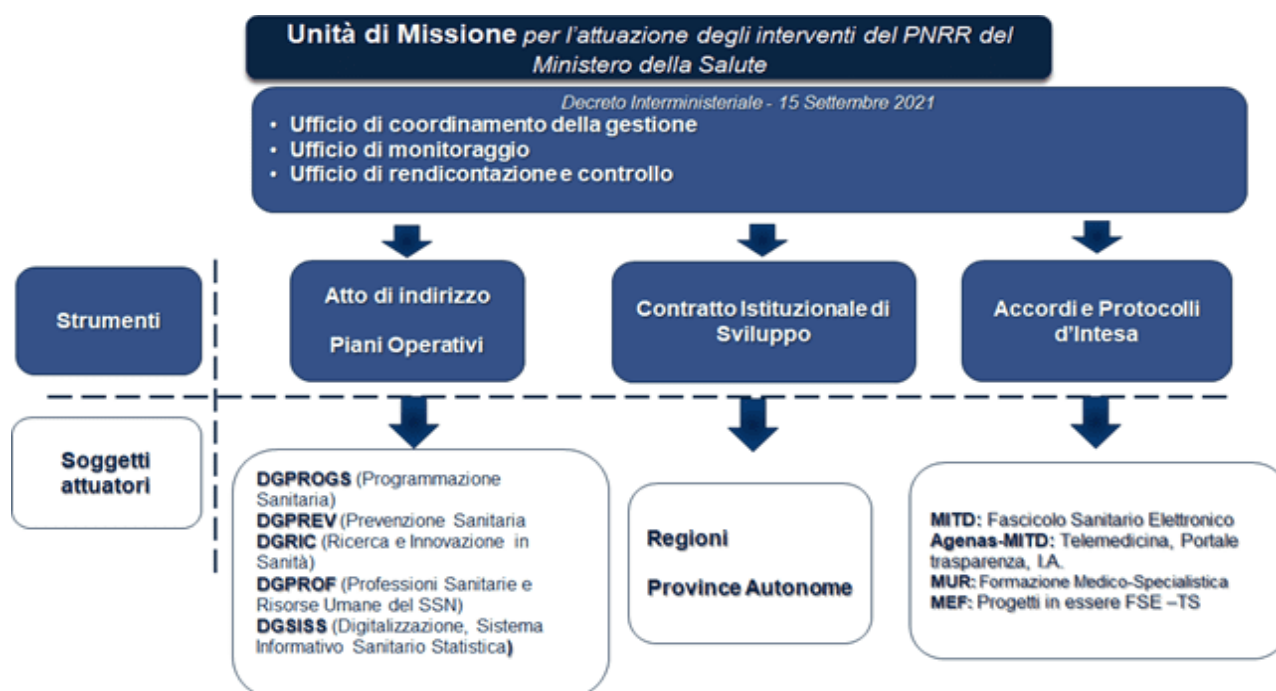 Unità di Missione per l'attuazione degli interventi del PNRR del
Ministero della Salute
Decreto Interministeriale - 15 Settembre 2021
• Ufficio di coordinamento della gestione
• Ufficio di monitoraggio
• Ufficio di rendicontazione e controllo
Strumenti
Atto di indirizzo
Piani Operativi
Contratto Istituzionale di
Sviluppo
Accordi e Protocolli
d'Intesa
Soggetti
attuatori
DGPROGS (Programmazione
Sanitaria)
DGPREV (Prevenzione Sanitaria
DGRIC (Ricerca e Innovazione in
Sanità)
DGPROF (Professioni Sanitarie e
Risorse Umane del SSN)
DGSISS (Digitalizzazione, Sistema
Informativo Sanitario Statistica)
Regioni
Province Autonome
MITD: Fascicolo Sanitario Elettronico
Agenas-MITD: Telemedicina, Portale
trasparenza, I.A.
MUR: Formazione Medico-Specialistica
MEF: Progetti in essere FSE –TS